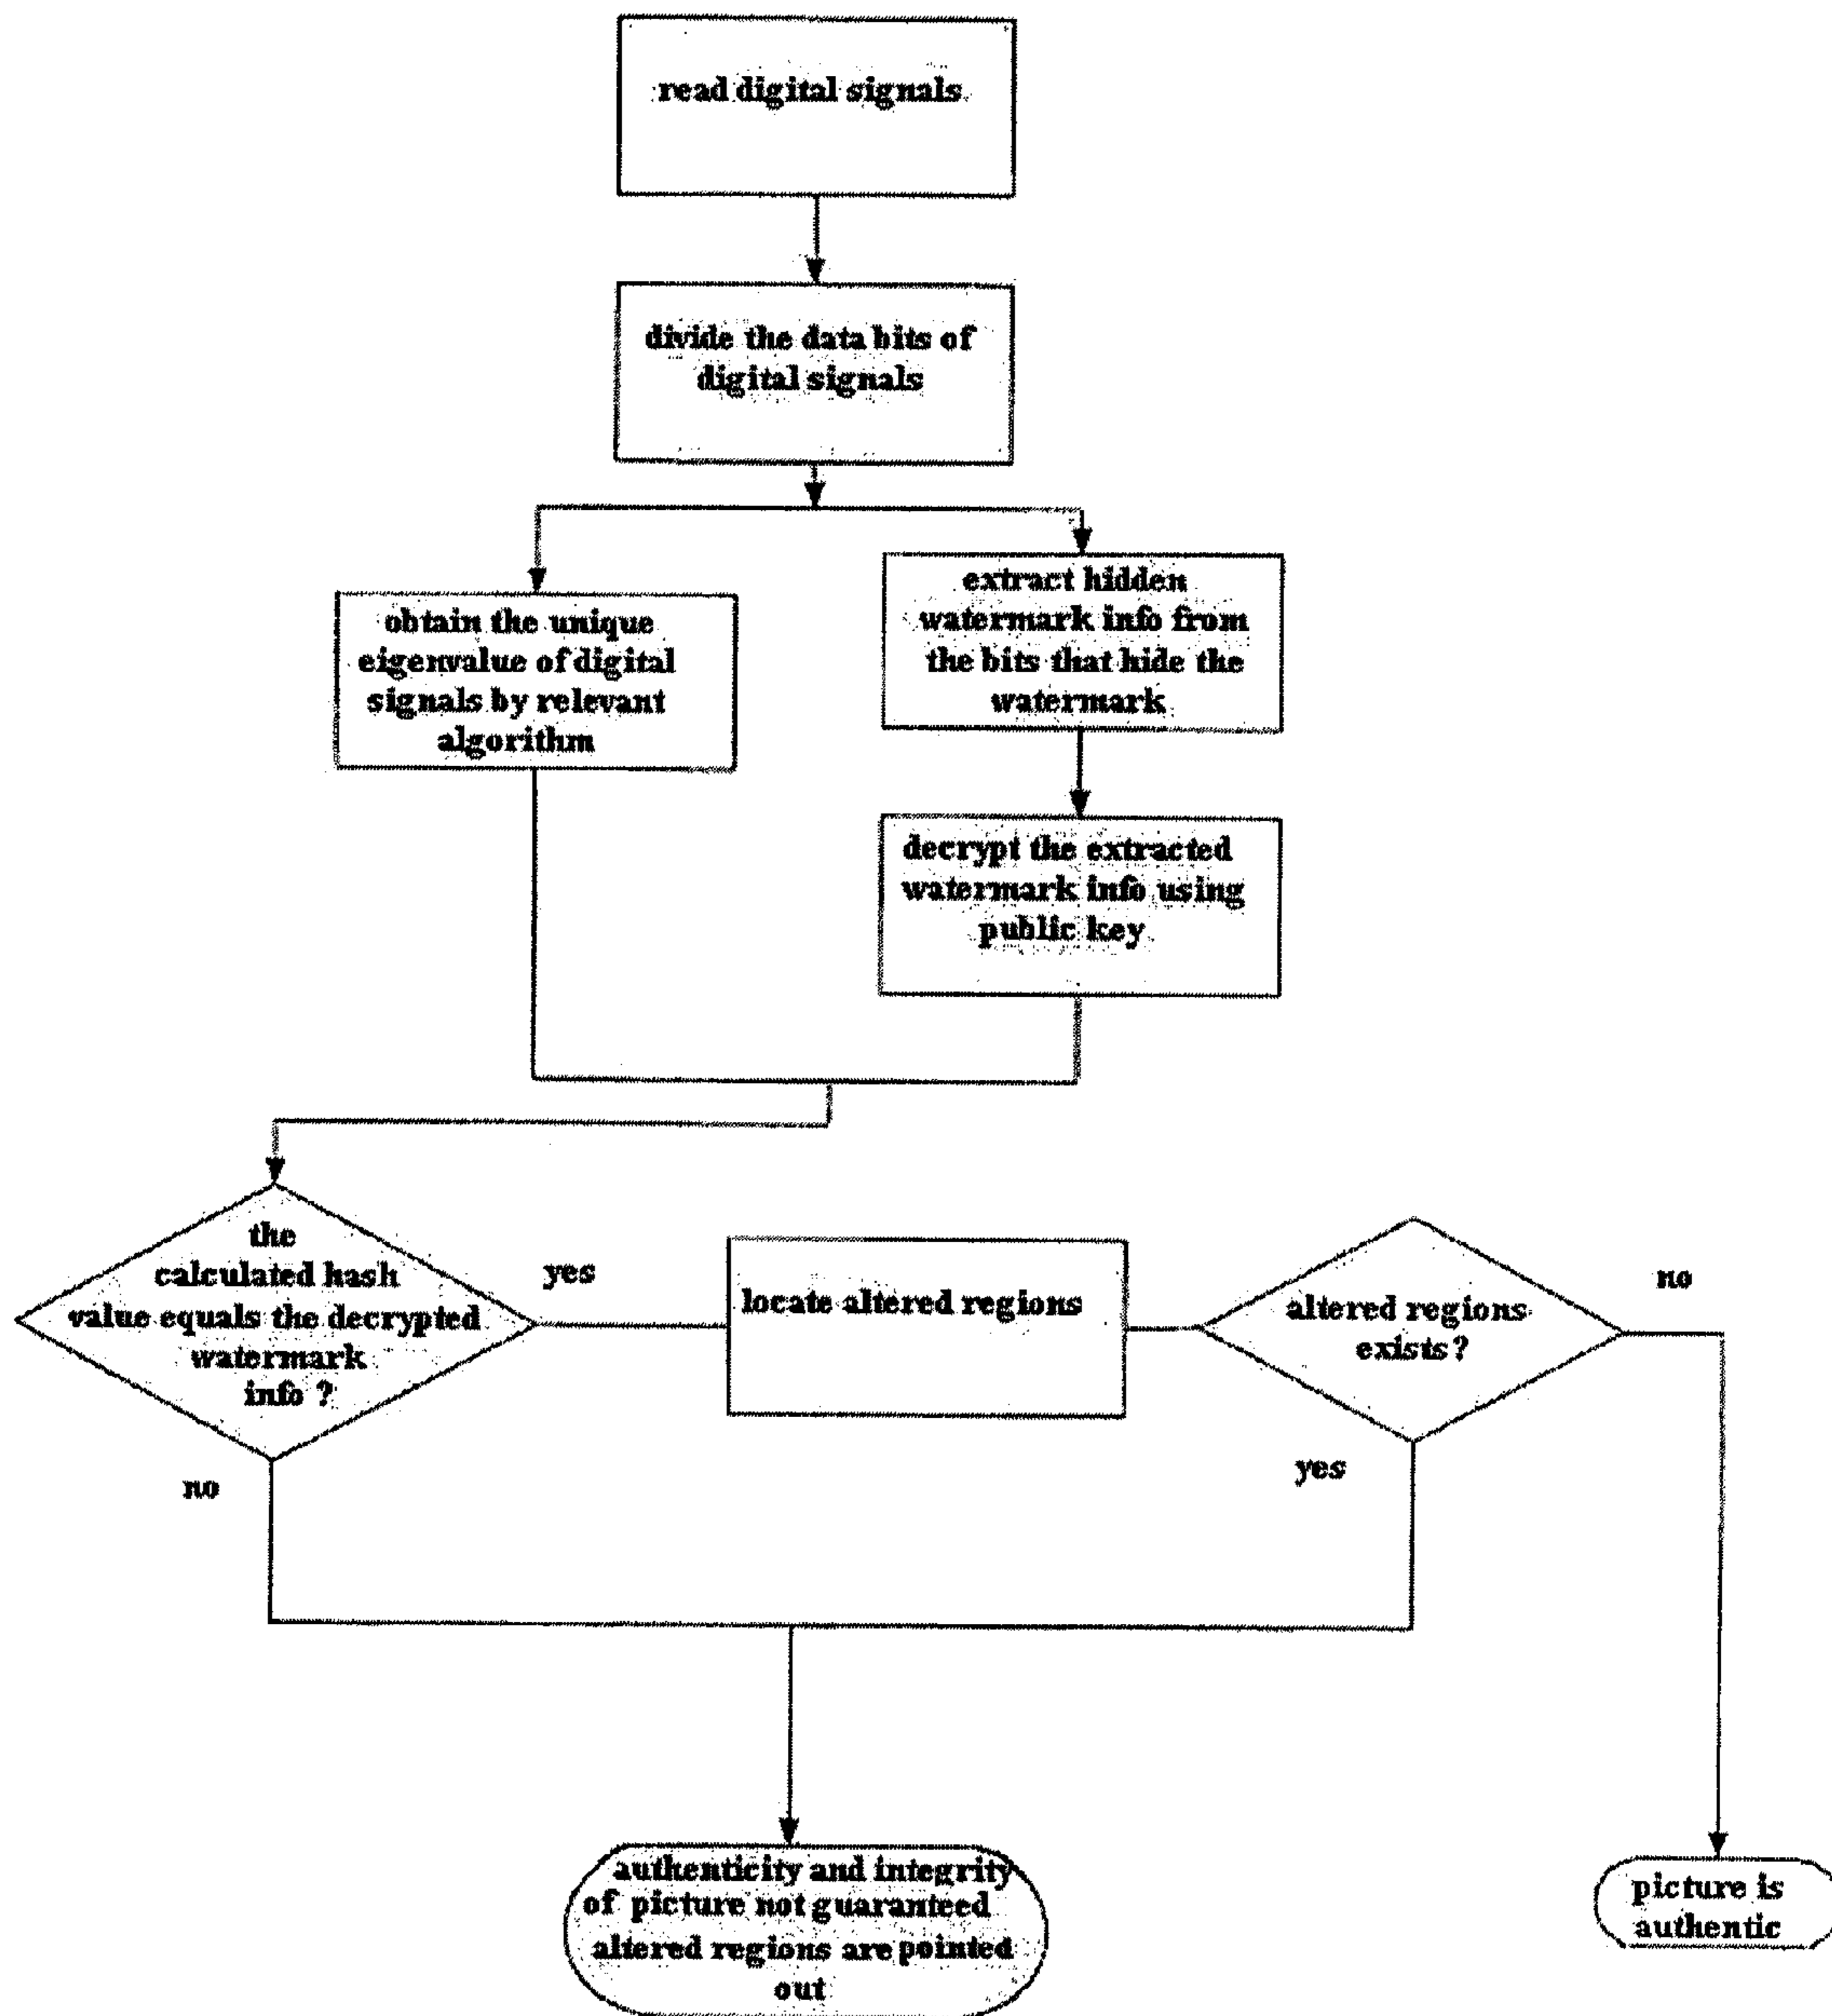 read digital signals
divide the data bits of
digital signals
obtain the unique
eigenvalue of digital
signals by relevant
algorithm
extract hidden
watermark info from
the bits that hide the
watermark
decrypt the extracted
watermark info using
public key
the
calculated hash
value equals the decrypted
watermark
info ?
yes
no
locate altered regions
altered regions
exists?
no
yes
authenticity and integrity
of picture not guaranteed
altered regions are pointed
out
picture is
authentic